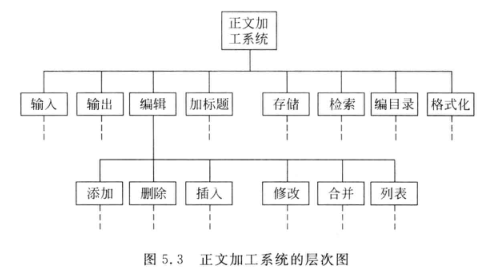 正文加
工系统
输入 输出 编辑 加标题 存储 检索 编目录 格式化
添加 删除 插入 修改 合并 列表
图 5.3 正文加工系统的层次图